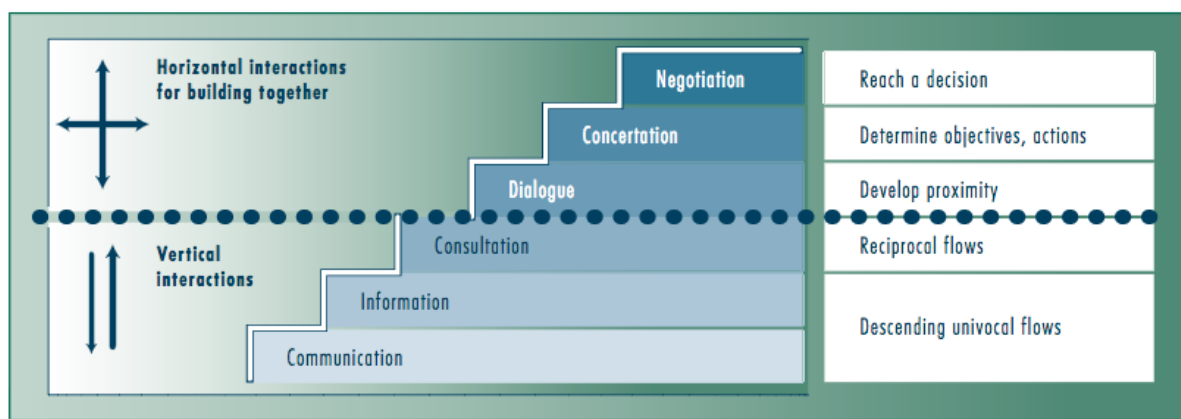 Horizontal interactions
for building together
Negotiation
Reach a decision
Concertation
Determine objectives, actions
Dialogue
Develop proximity
Vertical
interactions
Consultation
Reciprocal flows
Information
Descending univocal flows
Communication